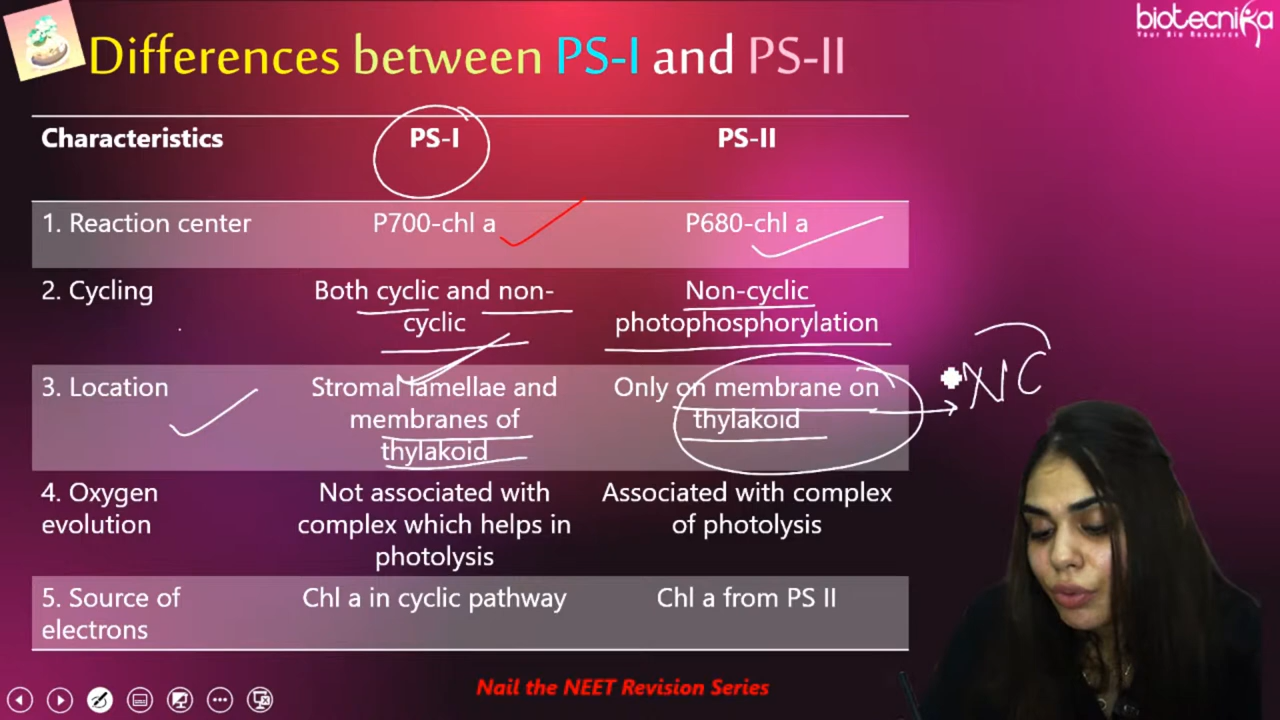 biotecnika
Your Bio Resource
Differences between PS-I and PS-II
Characteristics PS-I PS-II
1. Reaction center P700-chl a P680-chl a
2. Cycling Both cyclic and non- Non-cyclic
cyclic photophosphorylation
3. Location Stromal lamellae and Only on membrane on
membranes of thylakoid
thylakoid
NC
4. Oxygen Not associated with Associated with complex
evolution complex which helps in of photolysis
photolysis
5. Source of Chl a in cyclic pathway Chl a from PS II
electrons
Nail the NEET Revision Series